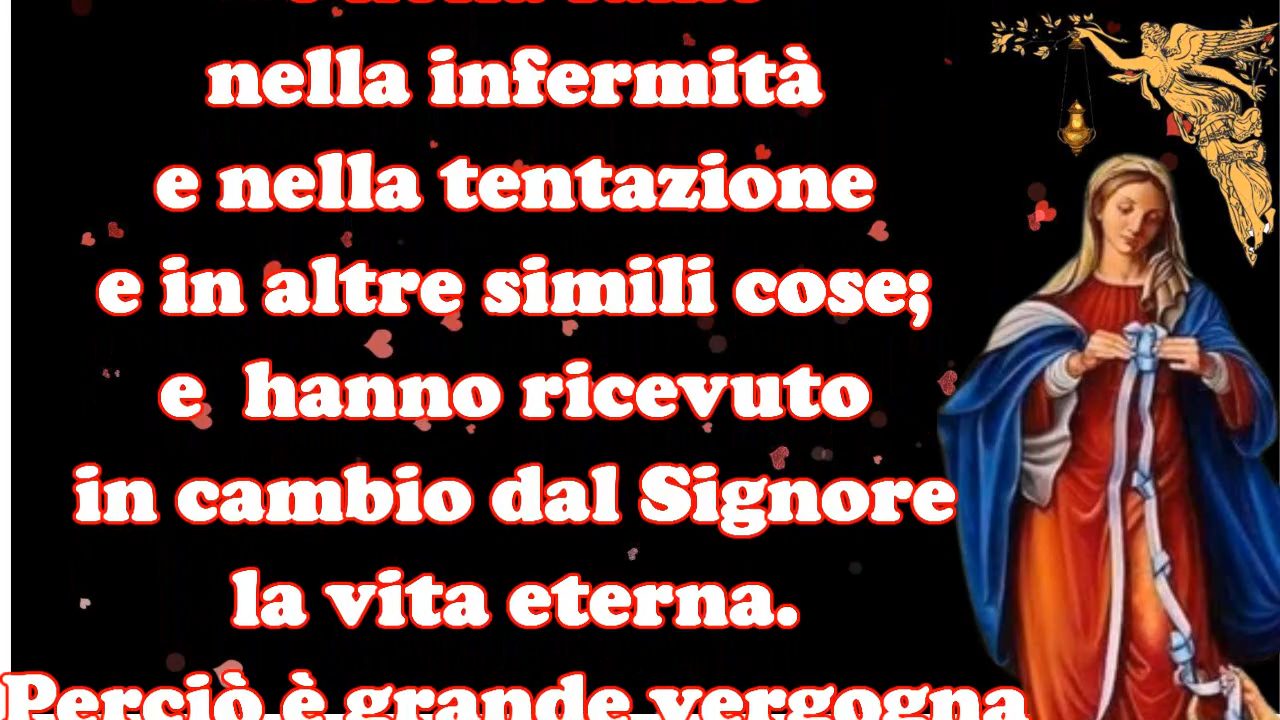 nella infermità
e nella tentazione
e in altre simili cose;
e hanno ricevuto
in cambio dal Signore
la vita eterna.
Perciò è grande vergogna